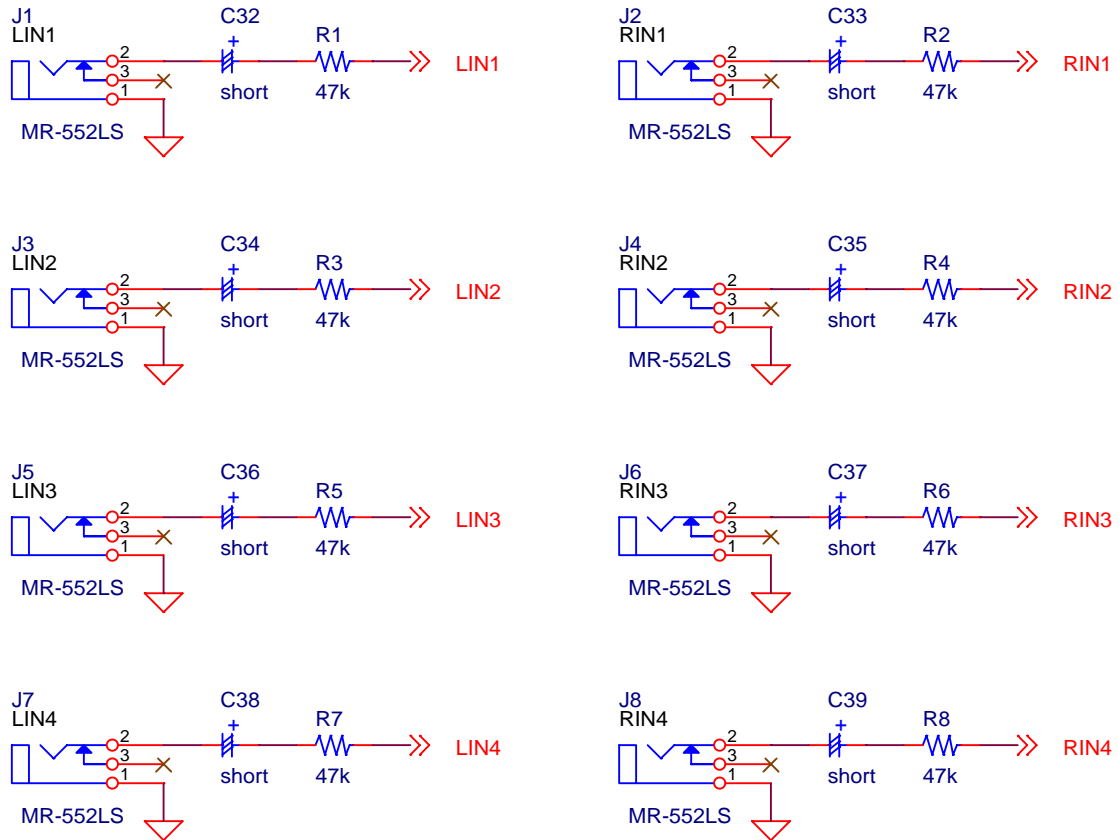 J1
LIN1
C32
+
R1
2
3
1
short
47k
LIN1
MR-552LS
J2
RIN1
C33
+
R2
2
3
1
short
47k
RIN1
MR-552LS
J3
LIN2
C34
+
R3
2
3
1
short
47k
LIN2
MR-552LS
J4
RIN2
C35
+
R4
2
3
1
short
47k
RIN2
MR-552LS
J5
LIN3
C36
+
R5
2
3
1
short
47k
LIN3
MR-552LS
J6
RIN3
C37
+
R6
2
3
1
short
47k
RIN3
MR-552LS
J7
LIN4
C38
+
R7
2
3
1
short
47k
LIN4
MR-552LS
J8
RIN4
C39
+
R8
2
3
1
short
47k
RIN4
MR-552LS